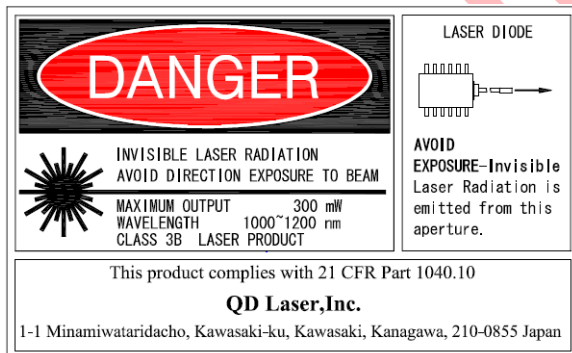 DANGER
INVISIBLE LASER RADIATION
AVOID DIRECTION EXPOSURE TO BEAM
MAXIMUM OUTPUT 300 mW
WAVELENGTH 1000~1200 nm
CLASS 3B LASER PRODUCT
LASER DIODE
AVOID
EXPOSURE-Invisible
Laser Radiation is
emitted from this
aperture.
This product complies with 21 CFR Part 1040.10
QD Laser,Inc.
1-1 Minamiwataridacho, Kawasaki-ku, Kawasaki, Kanagawa, 210-0855 Japan